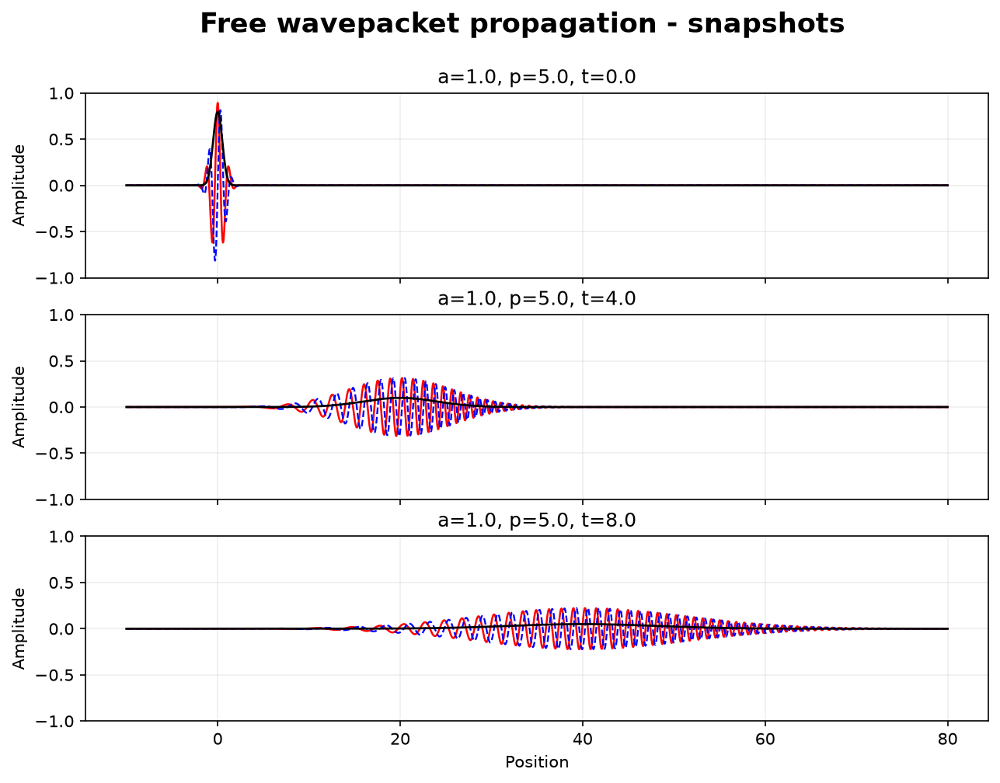 Free wavepacket propagation - snapshots
a=1.0, p=5.0, t=0.0
1.0
0.5
0.0
−0.5
−1.0
Amplitude
a=1.0, p=5.0, t=4.0
1.0
0.5
0.0
−0.5
−1.0
Amplitude
a=1.0, p=5.0, t=8.0
1.0
0.5
0.0
−0.5
−1.0
Amplitude
0 20 40 60 80
Position